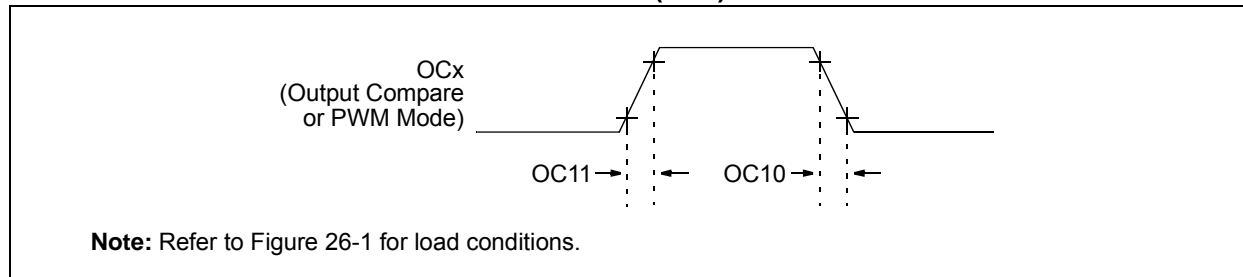 OCx
(Output Compare
or PWM Mode)
OC11
OC10
Note: Refer to Figure 26-1 for load conditions.